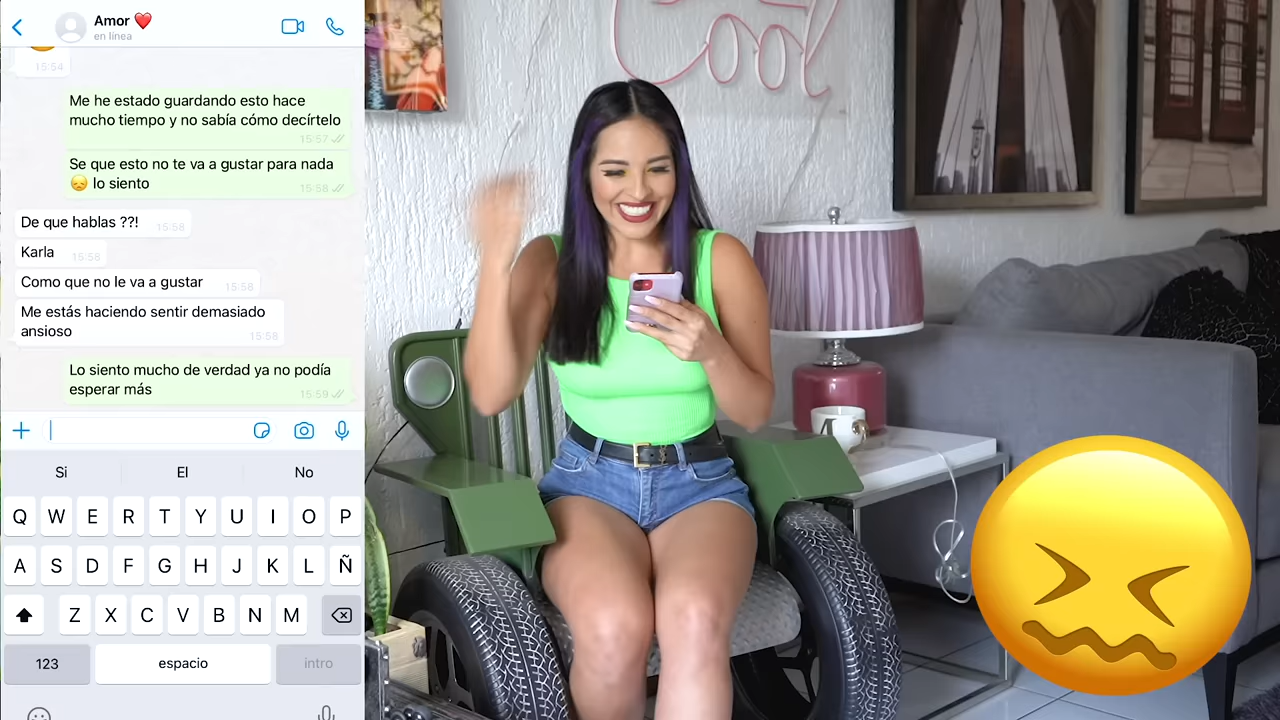 Amor ❤️
en línea
15:54
Me he estado guardando esto hace
mucho tiempo y no sabía cómo decírtelo
15:57
Se que esto no te va a gustar para nada
😞 lo siento
15:58
De que hablas ??!
15:58
Karla
15:58
Como que no le va a gustar
15:58
Me estás haciendo sentir demasiado
ansioso
15:58
Lo siento mucho de verdad ya no podía
esperar más
15:59
Si El No
Q W E R T Y U I O P
A S D F G H J K L Ñ
Z X C V B N M
123 espacio intro
Cool